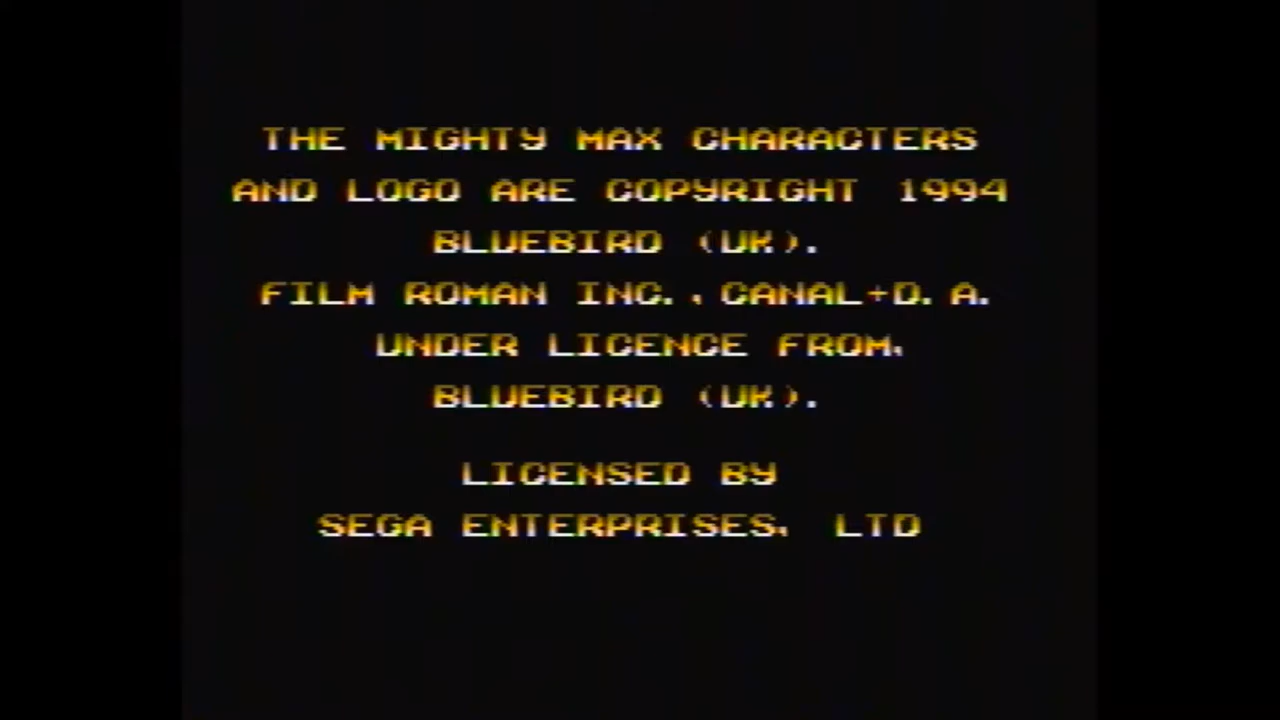 THE MIGHTY MAX CHARACTERS
AND LOGO ARE COPYRIGHT 1994
BLUEBIRD (UK).
FILM ROMAN INC., CANAL+D.A.
UNDER LICENCE FROM,
BLUEBIRD (UK).
LICENSED BY
SEGA ENTERPRISES, LTD